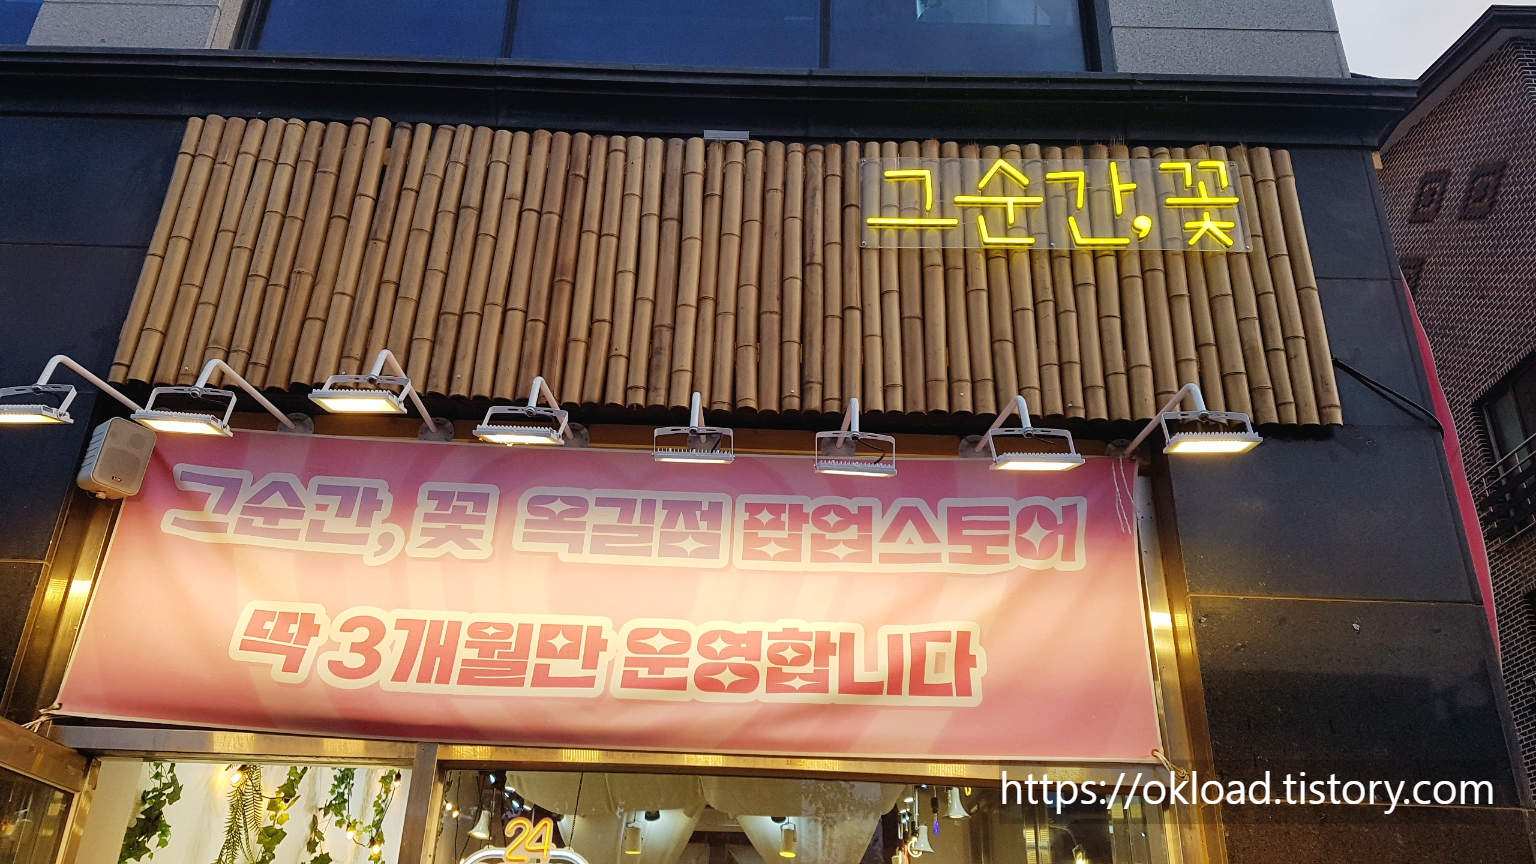 그순간,꽃
그순간, 꽃 옥길점 팝업스토어
딱 3개월만 운영합니다
24
https://okload.tistory.com